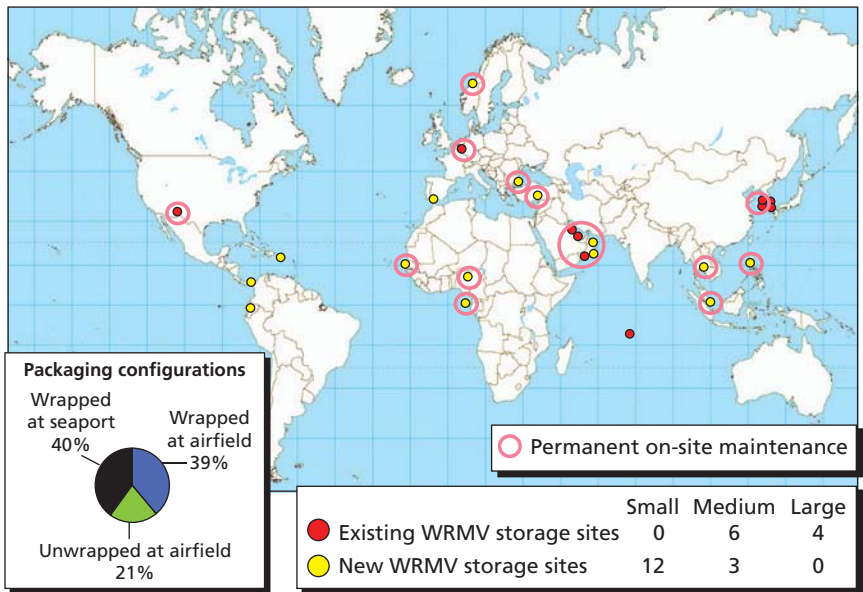 Packaging configurations
Wrapped
at seaport
40%
Wrapped
at airfield
39%
Unwrapped at airfield
21%
Permanent on-site maintenance
Small Medium Large
Existing WRMV storage sites 0 6 4
New WRMV storage sites 12 3 0